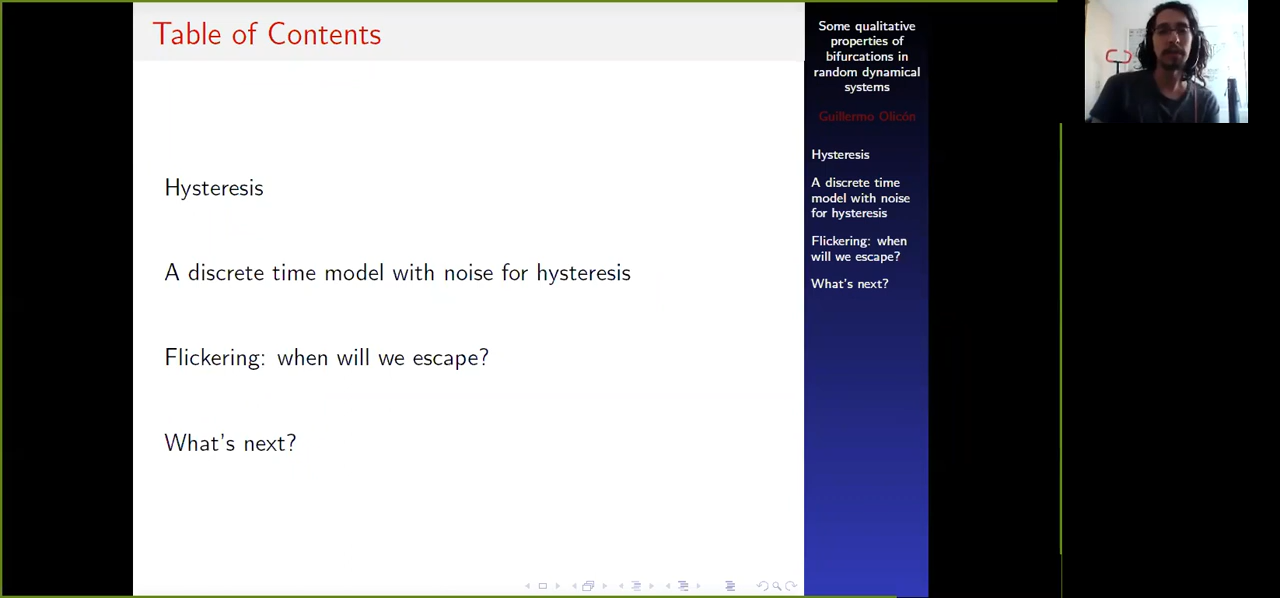 Table of Contents
Hysteresis
A discrete time model with noise for hysteresis
Flickering: when will we escape?
What's next?
Some qualitative
properties of
bifurcations in
random dynamical
systems
Guillermo Olicón
Hysteresis
A discrete time
model with noise
for hysteresis
Flickering: when
will we escape?
What's next?